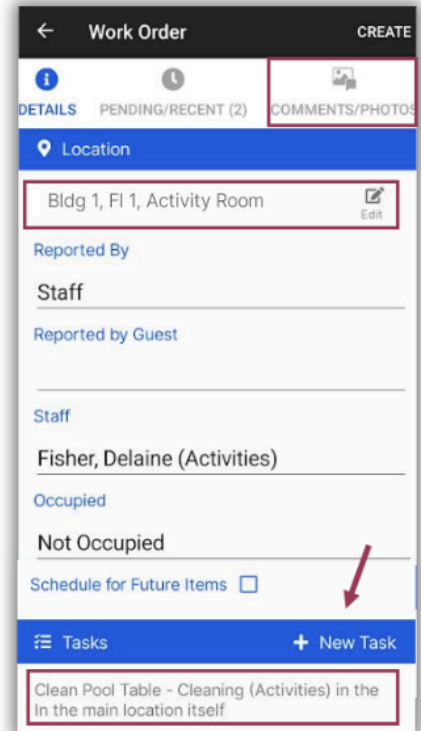 Work Order CREATE
DETAILS PENDING/RECENT (2) COMMENTS/PHOTOS
Location
Bldg 1, Fl 1, Activity Room
Edit
Reported By
Staff
Reported by Guest
Staff
Fisher, Delaine (Activities)
Occupied
Not Occupied
Schedule for Future Items
Tasks + New Task
Clean Pool Table - Cleaning (Activities) in the
In the main location itself